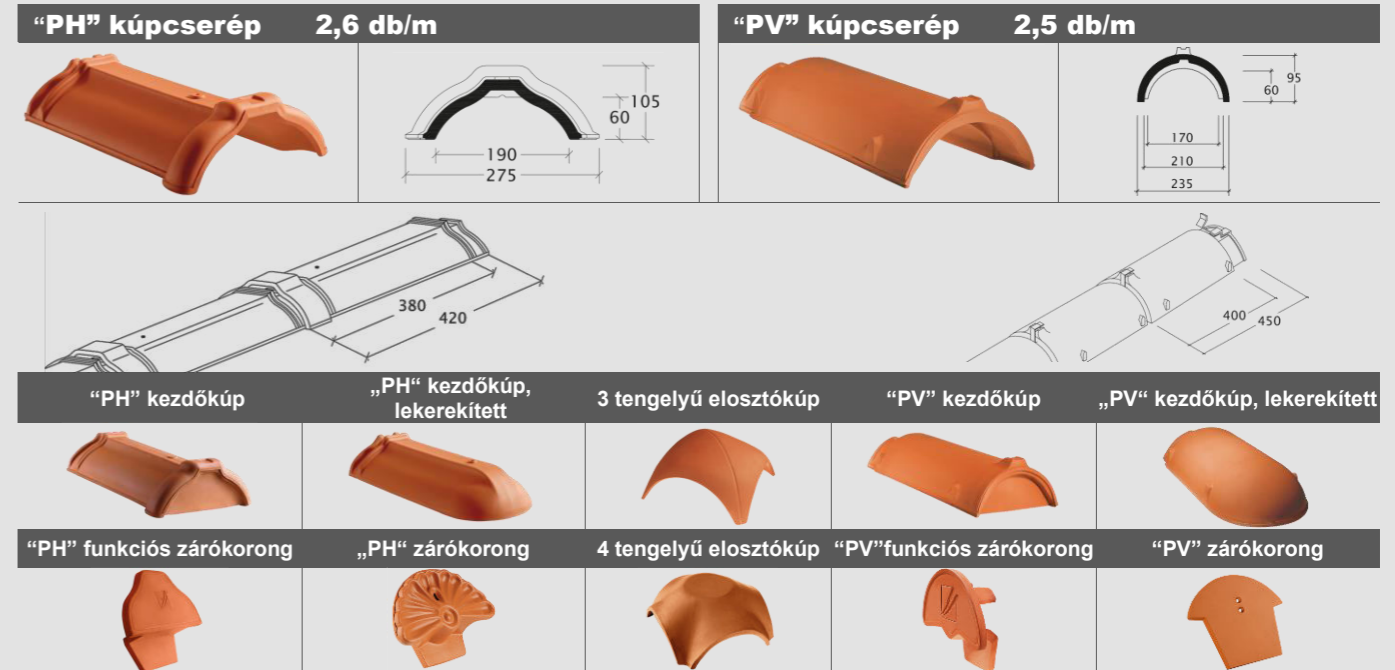 “PH” kúpcserép 2,6 db/m
“PV” kúpcserép 2,5 db/m
105
60
190
275
95
60
170
210
235
380
420
400
450
“PH” kezdőkúp
„PH“ kezdőkúp,
lekerekített
3 tengelyű elosztókúp
“PV” kezdőkúp
„PV“ kezdőkúp, lekerekített
“PH” funkciós zárókorong
„PH“ zárókorong
4 tengelyű elosztókúp
“PV”funkciós zárókorong
“PV” zárókorong